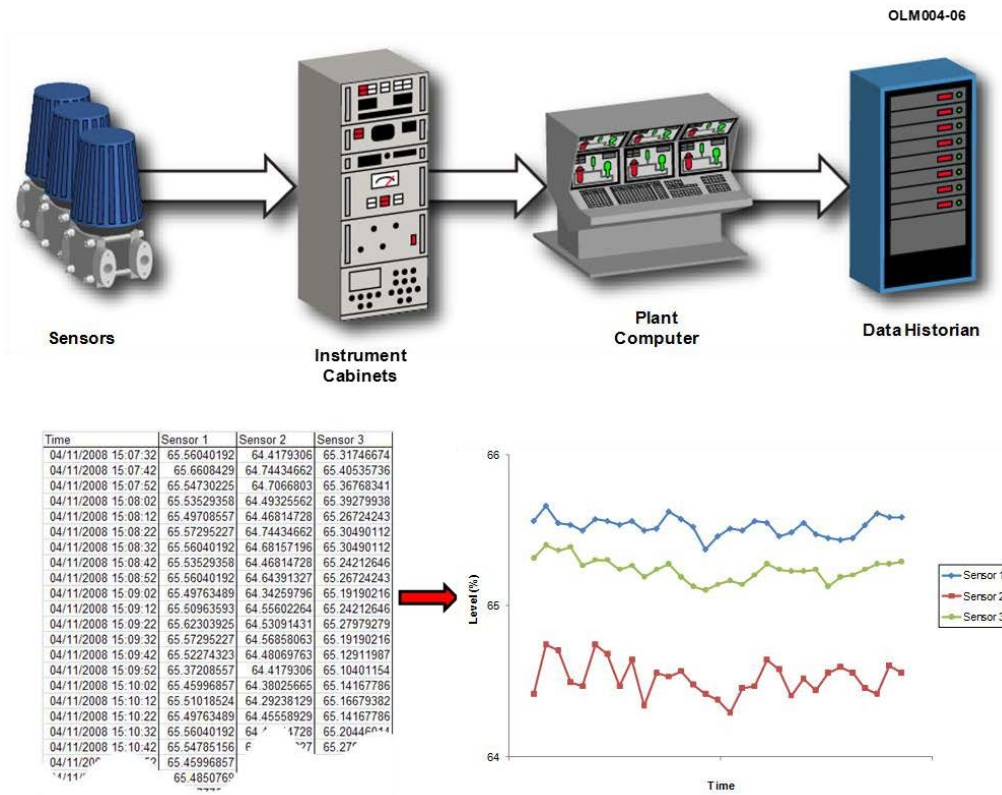 OLM004-06
Sensors
Instrument
Cabinets
Plant
Computer
Data Historian
Time Sensor 1 Sensor 2 Sensor 3
04/11/2008 15:07:32 65.56040192 64.4179306 65.31746674
04/11/2008 15:07:42 65.6608429 64.74434662 65.40535736
04/11/2008 15:07:52 65.54730225 64.7066803 65.36768341
04/11/2008 15:08:02 65.53529358 64.49325562 65.39279938
04/11/2008 15:08:12 65.49708557 64.46814728 65.26724243
04/11/2008 15:08:22 65.57295227 64.74434662 65.30490112
04/11/2008 15:08:32 65.56040192 64.68157196 65.30490112
04/11/2008 15:08:42 65.53529358 64.46814728 65.24212646
04/11/2008 15:08:52 65.56040192 64.64391327 65.26724243
04/11/2008 15:09:02 65.49763489 64.34259796 65.19190216
04/11/2008 15:09:12 65.50963593 64.55602264 65.24212646
04/11/2008 15:09:22 65.62303925 64.53091431 65.27979279
04/11/2008 15:09:32 65.57295227 64.56858063 65.19190216
04/11/2008 15:09:42 65.52274323 64.48069763 65.12911987
04/11/2008 15:09:52 65.37208557 64.4179306 65.10401154
04/11/2008 15:10:02 65.45996857 64.38025665 65.14167786
04/11/2008 15:10:12 65.51018524 64.29238129 65.16679382
04/11/2008 15:10:22 65.49763489 64.45558929 65.14167786
04/11/2008 15:10:32 65.56040192
04/11/2008 15:10:42 65.54785156
65.45996857
66
65
64
Level (%)
Time
Sensor 1
Sensor 2
Sensor 3